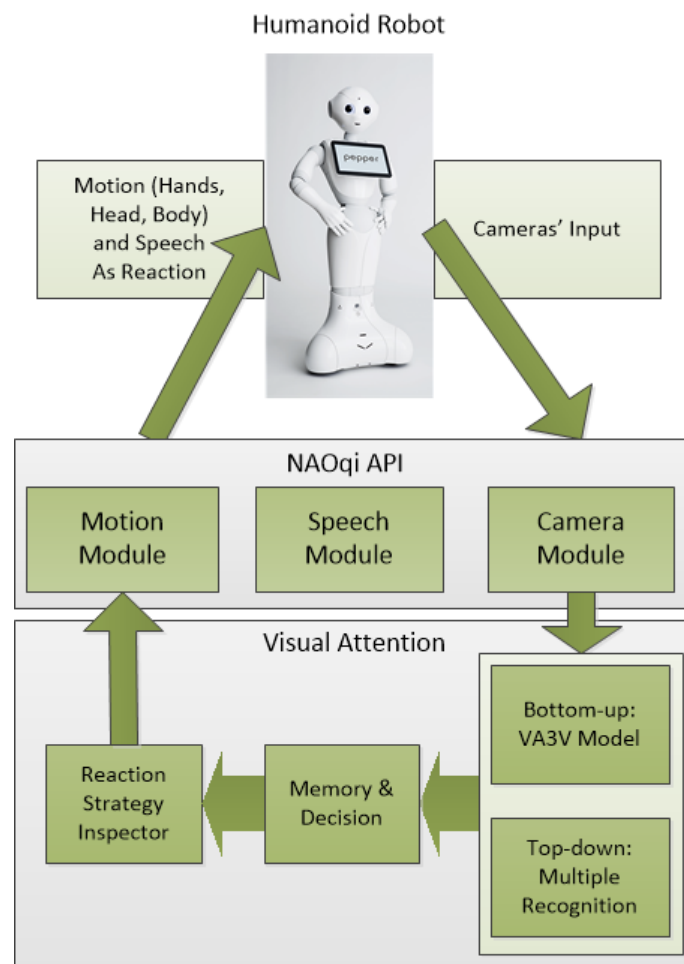 Humanoid Robot
pepper
Motion (Hands,
Head, Body)
and Speech
As Reaction
Cameras’ Input
NAOqi API
Motion
Module
Speech
Module
Camera
Module
Visual Attention
Bottom-up:
VA3V Model
Reaction
Strategy
Inspector
Memory &
Decision
Top-down:
Multiple
Recognition